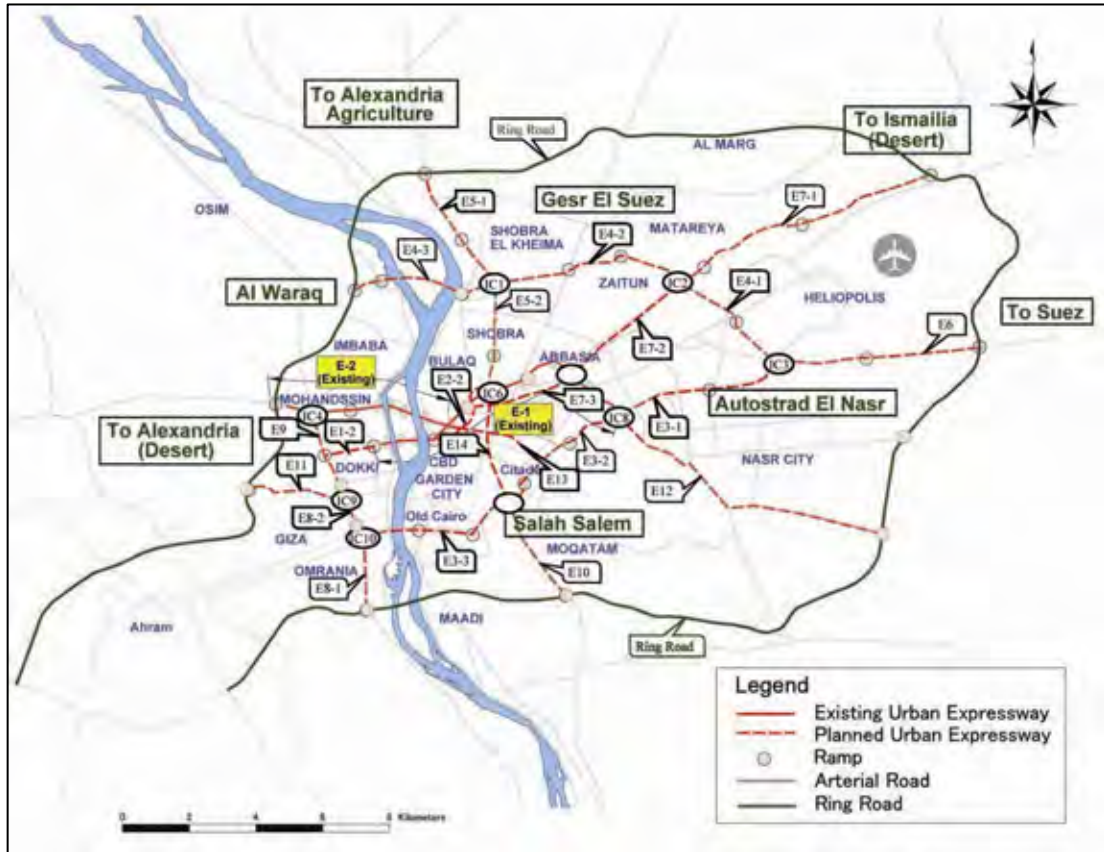 To Alexandria
Agriculture
Ring Road
AL MARG
To Ismailia
(Desert)
OSIM
E5-1
Gesr El Suez
E7-1
SHOBRA
EL KHEIMA
E4-2
MATAREYA
E4-3
Al Waraq
IC1
ZAITUN
IC2
E4-1
HELIOPOLIS
E5-2
To Suez
IMBABA
SHOBRA
E6
BULAQ
ABBASIA
E7-2
E-2
(Existing)
E2-2
IC3
MOHANDSSIN
IC6
E7-3
Autostrad El Nasr
IC4
E-1
(Existing)
IC8
E3-1
To Alexandria
(Desert)
E9
E1-2
E14
E3-2
NASR CITY
E11
DOKKI
CBD
GARDEN
CITY
Citadel
E13
E12
IC9
E8-2
Old Cairo
Salah Salem
GIZA
IC10
E3-3
MOQATAM
OMRANIA
E10
E8-1
Ahram
MAADI
Ring Road
Legend
Existing Urban Expressway
Planned Urban Expressway
Ramp
Arterial Road
Ring Road
0 2 4 6 8 Kilometers